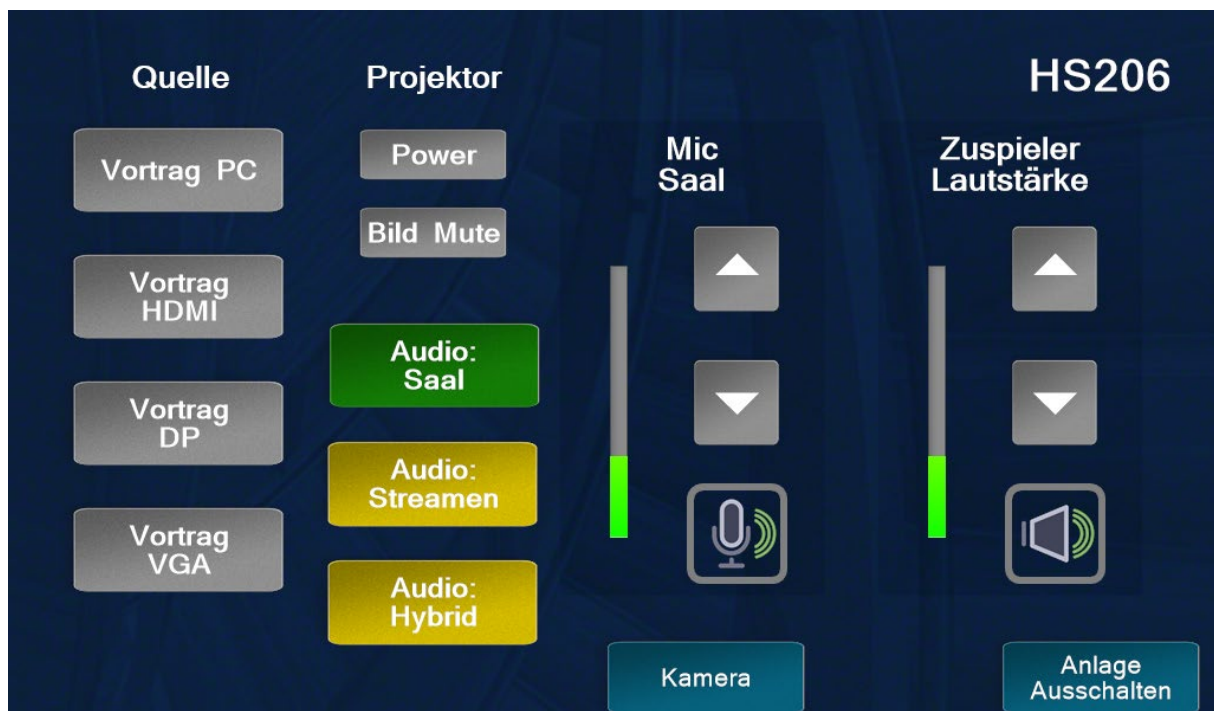 Quelle
Vortrag PC
Vortrag
HDMI
Vortrag
DP
Vortrag
VGA
Projektor
Power
Bild Mute
Audio:
Saal
Audio:
Streamen
Audio:
Hybrid
HS206
Mic
Saal
Kamera
Zuspieler
Lautstärke
Anlage
Ausschalten